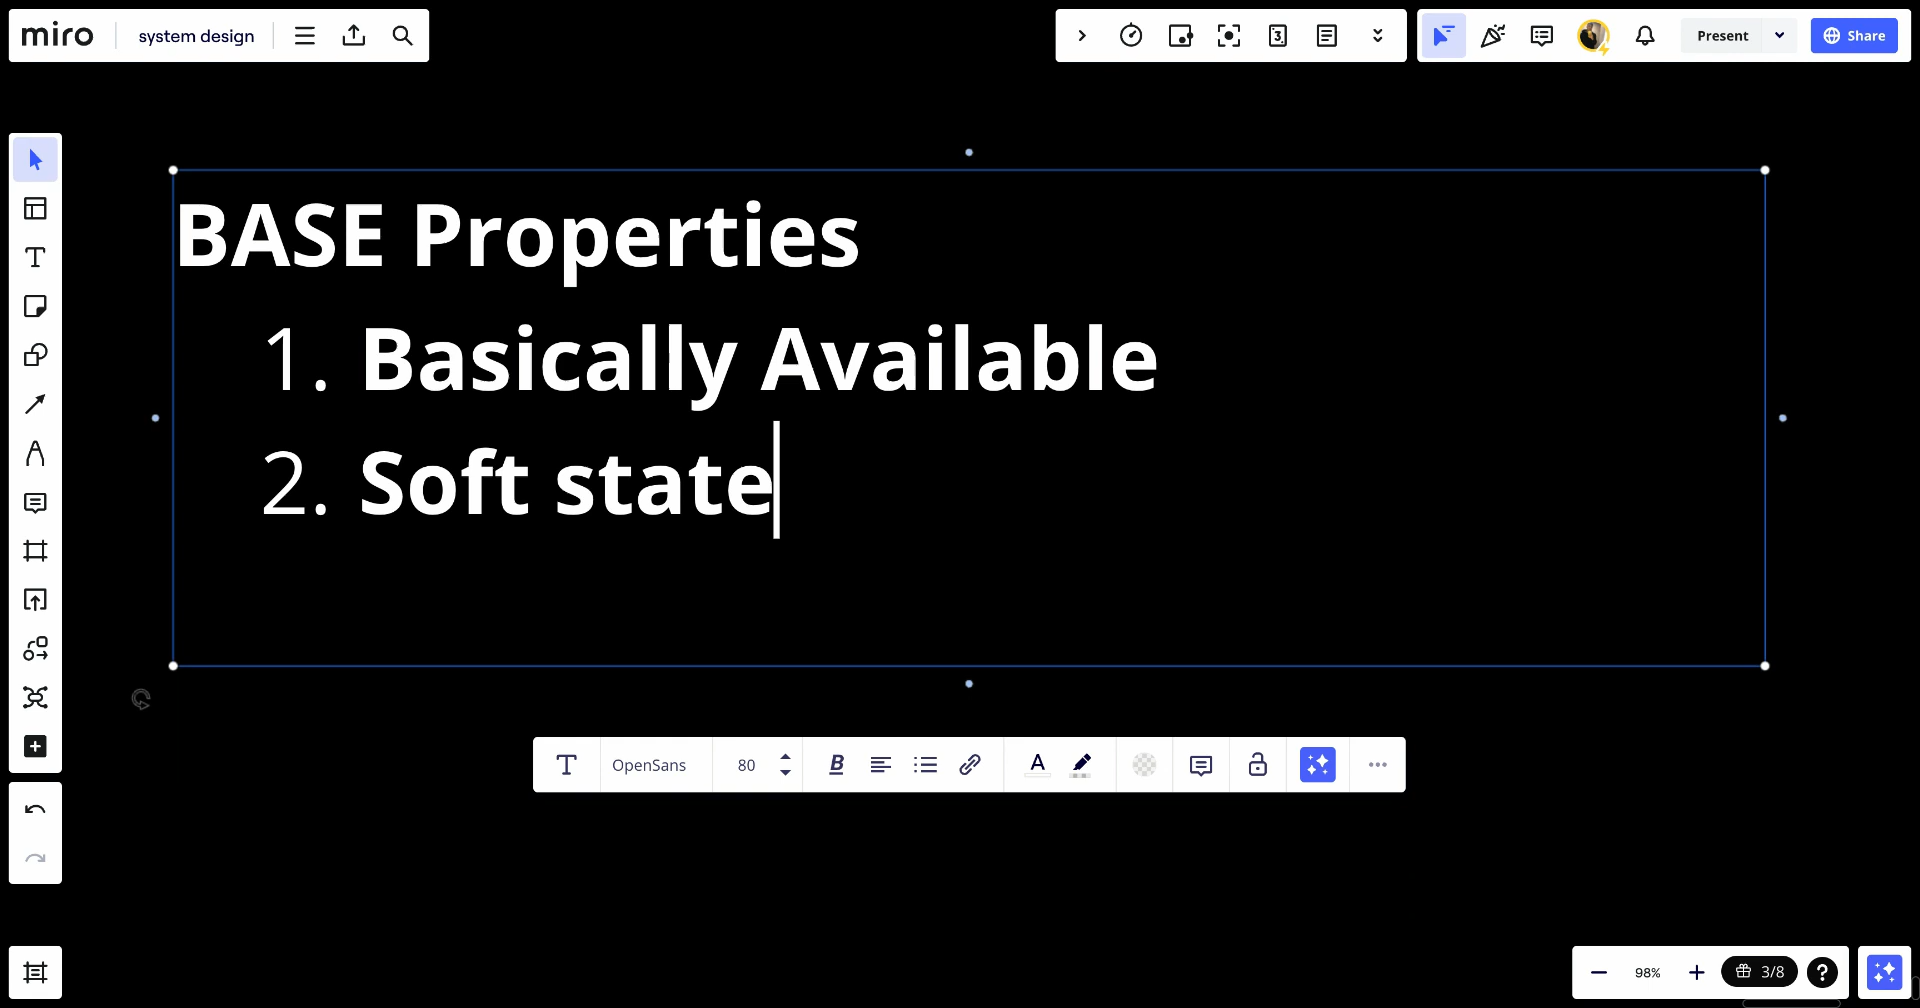 miro system design
Present Share
BASE Properties
1. Basically Available
2. Soft state
OpenSans 80 B A
98% 3/8